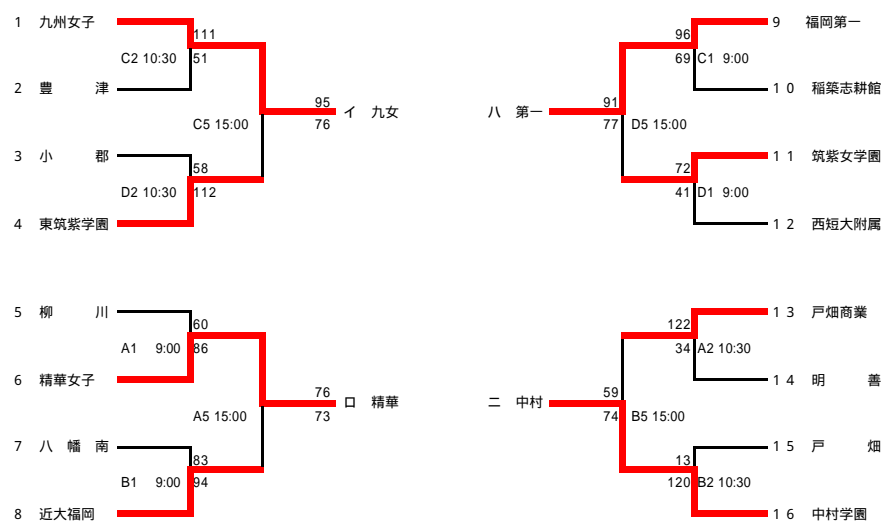 1 九州女子
111
C2 10:30 51
2 豊 津
95
イ 九女
76
C5 15:00
3 小 郡
58
D2 10:30 112
4 東筑紫学園
5 柳 川
60
A1 9:00 86
6 精華女子
76
ロ 精華
73
A5 15:00
7 八 幡 南
83
B1 9:00 94
8 近大福岡
9 福岡第一
96
69 C1 9:00
10 稲築志耕館
91
ハ 第一
77 D5 15:00
11 筑紫女学園
72
41 D1 9:00
12 西短大附属
13 戸畑商業
122
34 A2 10:30
14 明 善
59
ニ 中村
74 B5 15:00
15 戸 畑
13
120 B2 10:30
16 中村学園